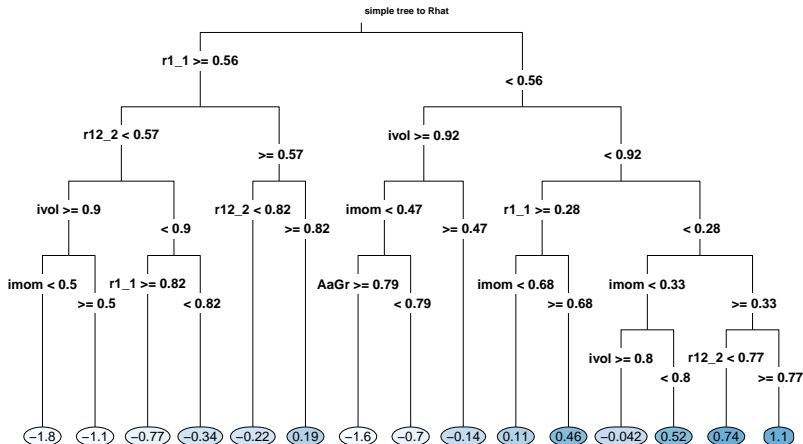 simple tree to Rhat
r1_1 >= 0.56
< 0.56
r12_2 < 0.57
>= 0.57
ivol >= 0.92
< 0.92
ivol >= 0.9
< 0.9
r12_2 < 0.82
>= 0.82
imom < 0.47
>= 0.47
r1_1 >= 0.28
< 0.28
imom < 0.5
>= 0.5
r1_1 >= 0.82
< 0.82
AaGr >= 0.79
< 0.79
imom < 0.68
>= 0.68
imom < 0.33
>= 0.33
ivol >= 0.8
< 0.8
r12_2 < 0.77
>= 0.77
−1.8 −1.1 −0.77 −0.34 −0.22 0.19 −1.6 −0.7 −0.14 0.11 0.46 −0.042 0.52 0.74 1.1